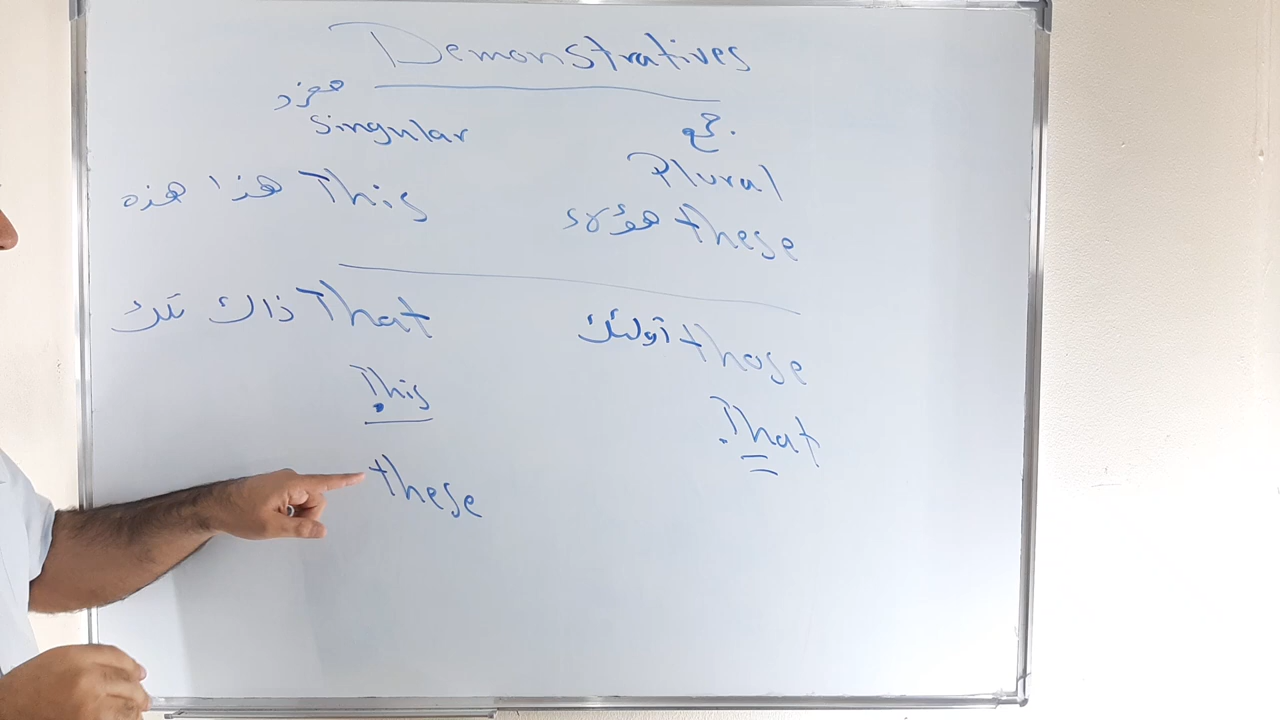 Demonstratives
مفرد
جمع
Singular
Plural
This هذا هذه
these هؤلاء
That ذاك تلك
those أولئك
This
That
these